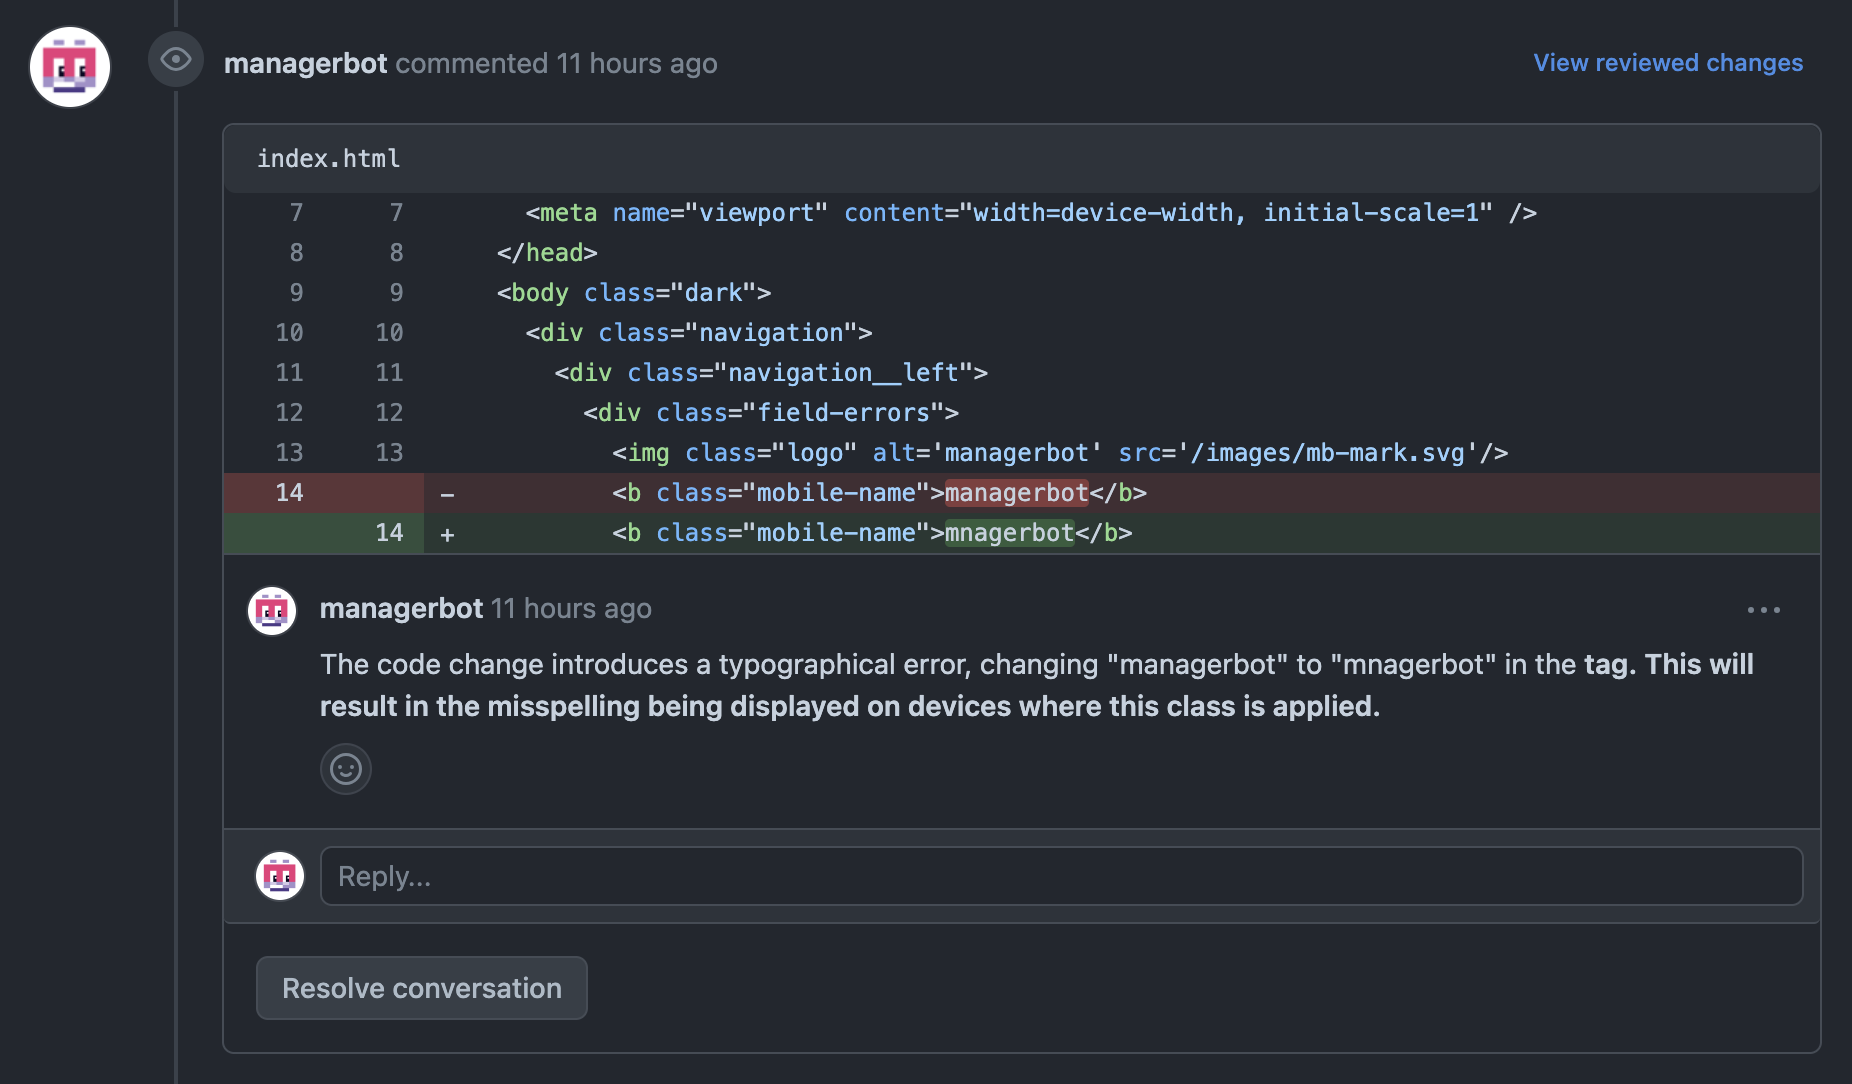 managerbot commented 11 hours ago
View reviewed changes
index.html
7 7 <meta name="viewport" content="width=device-width, initial-scale=1" />
8 8 </head>
9 9 <body class="dark">
10 10 <div class="navigation">
11 11 <div class="navigation__left">
12 12 <div class="field-errors">
13 13 <img class="logo" alt='managerbot' src='/images/mb-mark.svg'/>
14 - <b class="mobile-name">managerbot</b>
14 + <b class="mobile-name">mnagerbot</b>
managerbot 11 hours ago
The code change introduces a typographical error, changing "managerbot" to "mnagerbot" in the tag. This will
result in the misspelling being displayed on devices where this class is applied.
Reply...
Resolve conversation